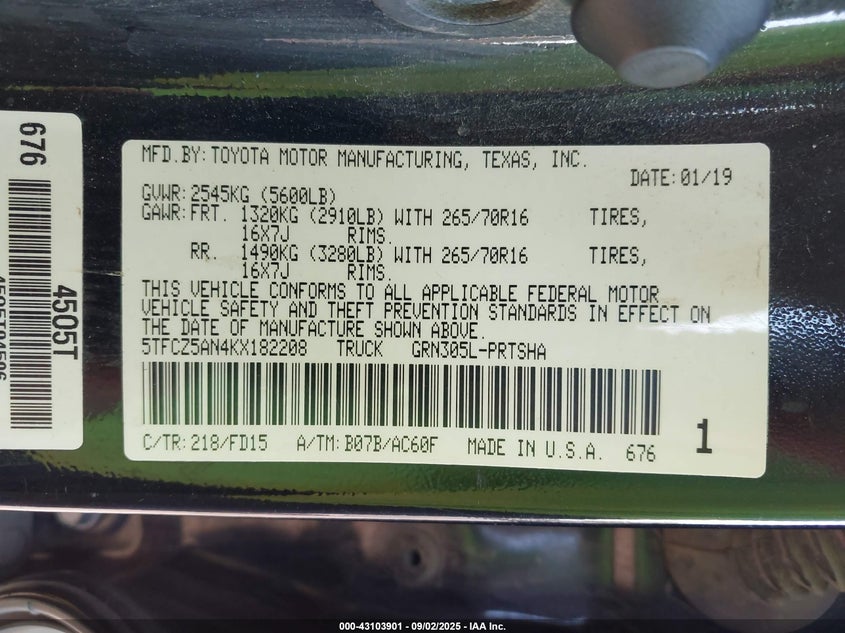 676
4505T
MFD.BY:TOYOTA MOTOR MANUFACTURING, TEXAS, INC.
DATE:01/19
GVWR:2545KG (5600LB)
GAWR:FRT. 1320KG (2910LB) WITH 265/70R16 TIRES,
16X7J RIMS.
RR. 1490KG (3280LB) WITH 265/70R16 TIRES,
16X7J RIMS.
THIS VEHICLE CONFORMS TO ALL APPLICABLE FEDERAL MOTOR
VEHICLE SAFETY AND THEFT PREVENTION STANDARDS IN EFFECT ON
THE DATE OF MANUFACTURE SHOWN ABOVE.
5TFCZ5AN4KX182208 TRUCK GRN305L-PRTSHA
C/TR:218/FD15 A/TM:B07B/AC60F MADE IN U.S.A. 676
1
000-43103901 - 09/02/2025 - IAA Inc.